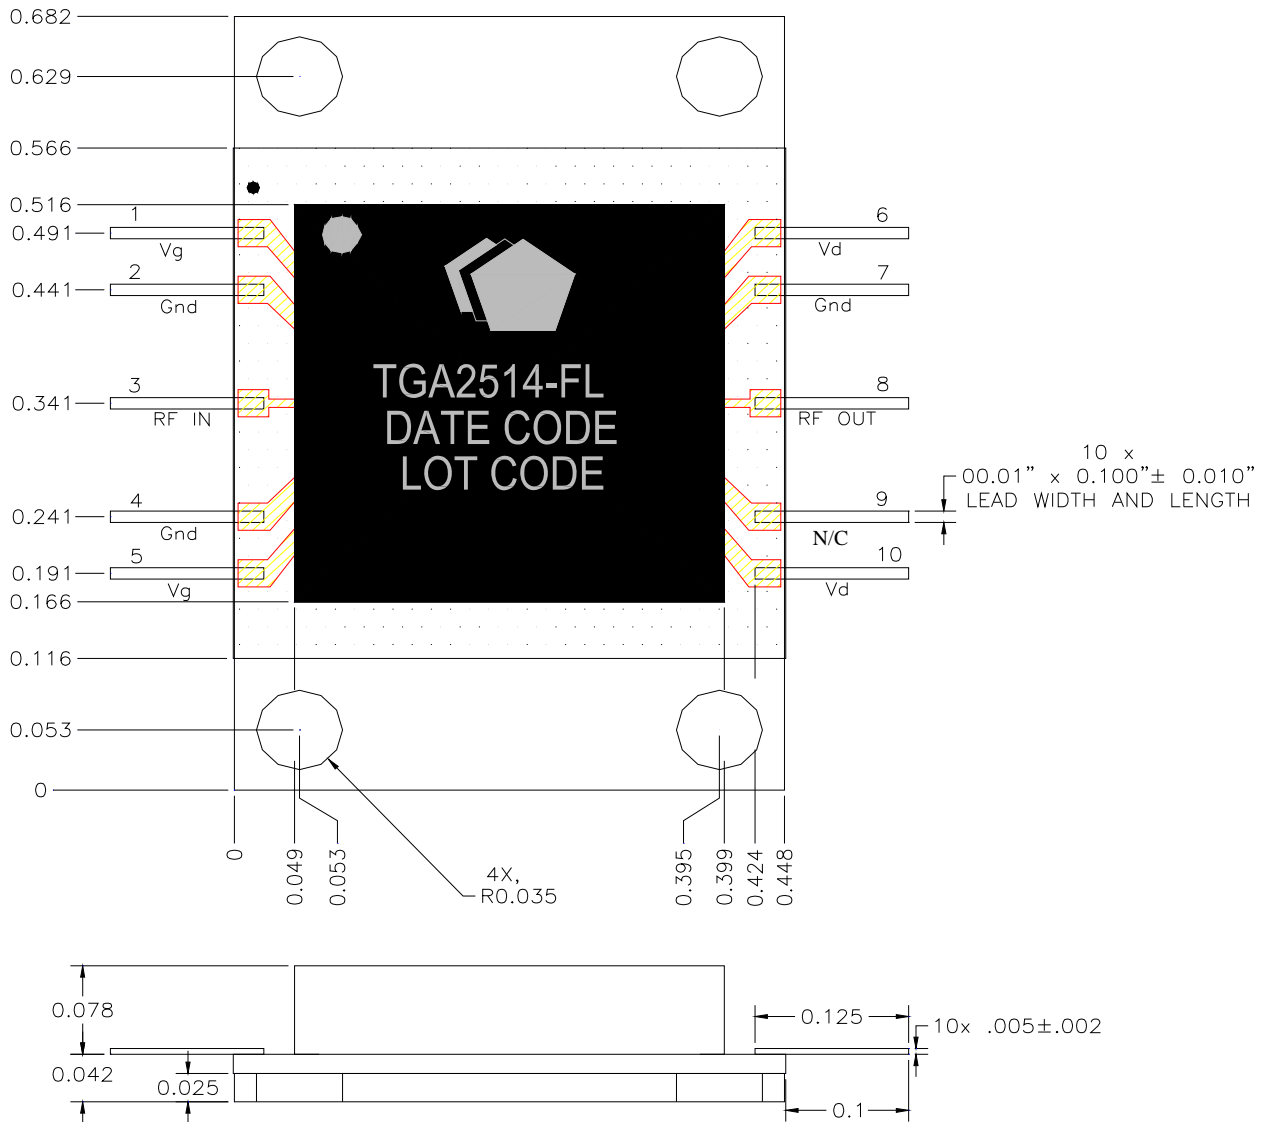 0.682
0.629
0.566
0.516
0.491
0.441
0.341
0.241
0.191
0.166
0.116
0.053
0
1
Vg
2
Gnd
3
RF IN
4
Gnd
5
Vg
6
Vd
7
Gnd
8
RF OUT
9
N/C
10
Vd
TGA2514-FL
DATE CODE
LOT CODE
10 x
00.01" x 0.100"± 0.010"
LEAD WIDTH AND LENGTH
0
0.049
0.053
0.395
0.399
0.424
0.448
4X,
R0.035
0.078
0.042
0.025
0.125
10x .005±.002
0.1